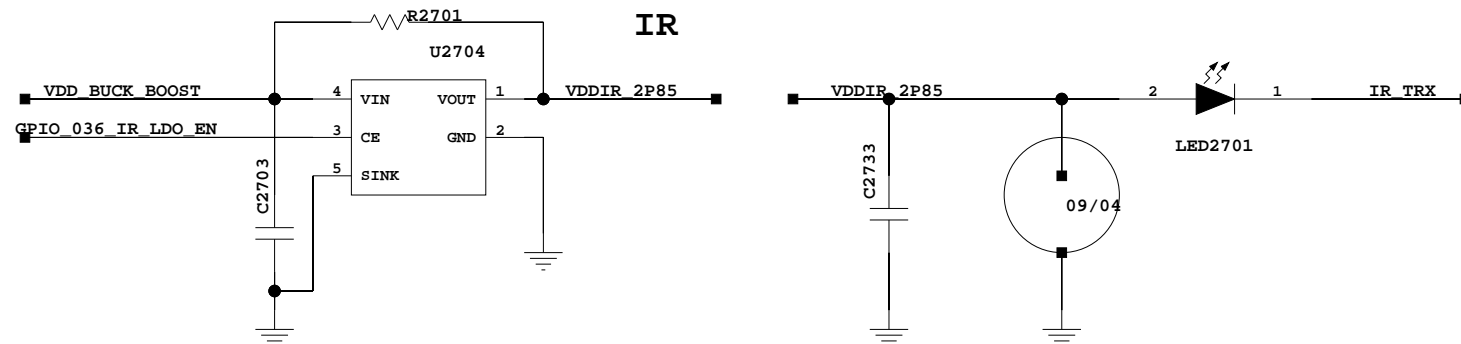 R2701
IR
U2704
VDD_BUCK_BOOST
4
VIN
VOUT
1
VDDIR_2P85
GPIO_036_IR_LDO_EN
3
CE
GND
2
5
SINK
C2703
VDDIR_2P85
2
1
IR_TRX
LED2701
C2733
09/04